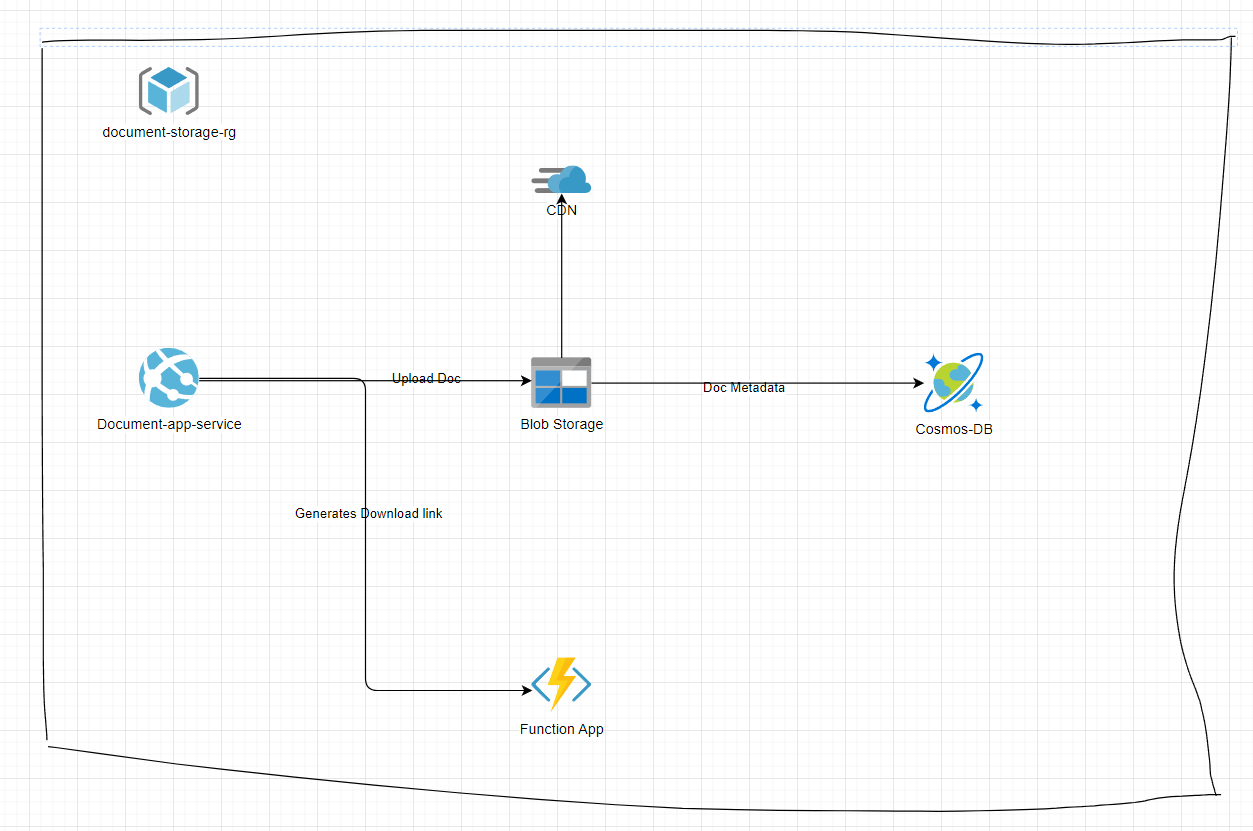 document-storage-rg
CDN
Upload Doc
Doc Metadata
Document-app-service
Blob Storage
Cosmos-DB
Generates Download link
Function App